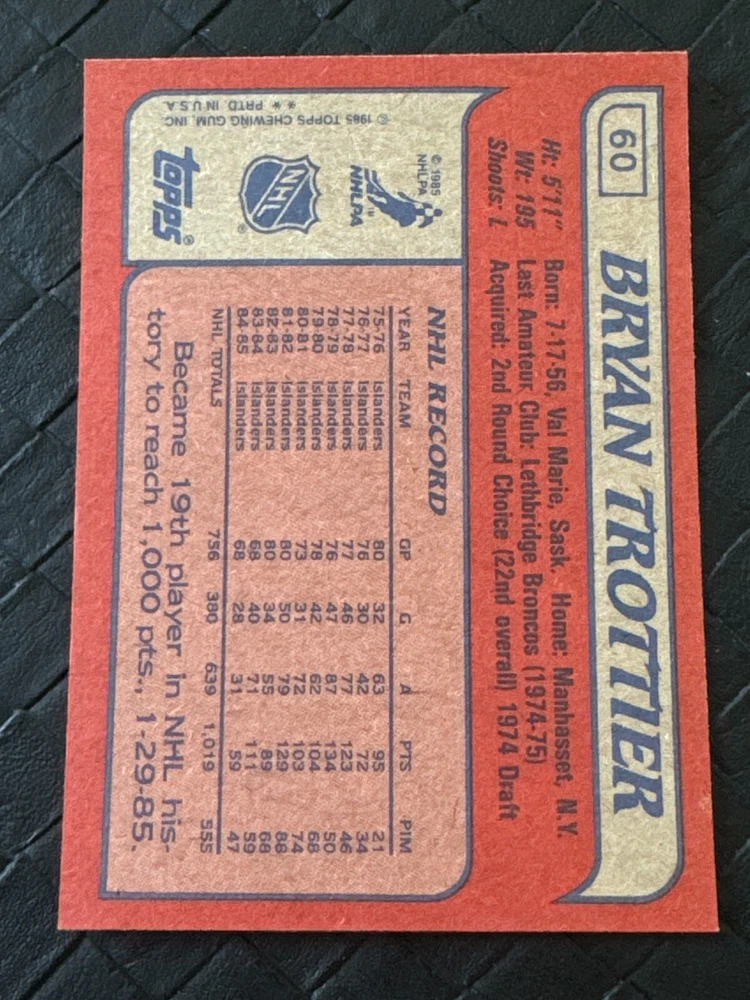 60
BRYAN TROTTIER
Ht: 5'11" Born: 7-17-56, Val Marie, Sask. Home: Manhasset, N.Y.
Wt: 195 Last Amateur Club: Lethbridge Broncos (1974-75)
Shoots: L Acquired: 2nd Round Choice (22nd overall) 1974 Draft
© 1985
NHLPA
NHLPA
TM
NHL
®
TOPPS®
© 1985 TOPPS CHEWING GUM, INC
* * PRTD. IN U.S.A.
NHL RECORD
YEAR TEAM GP G A PTS PIM
75-76 Islanders 80 32 63 95 21
76-77 Islanders 76 30 42 72 34
77-78 Islanders 77 46 77 123 46
78-79 Islanders 76 47 87 134 50
79-80 Islanders 78 42 62 104 68
80-81 Islanders 73 31 72 103 74
81-82 Islanders 80 50 79 129 88
82-83 Islanders 80 34 55 89 68
83-84 Islanders 68 40 71 111 59
84-85 Islanders 68 28 31 59 47
NHL TOTALS 756 380 639 1,019 555
Became 19th player in NHL his-
tory to reach 1,000 pts., 1-29-85.